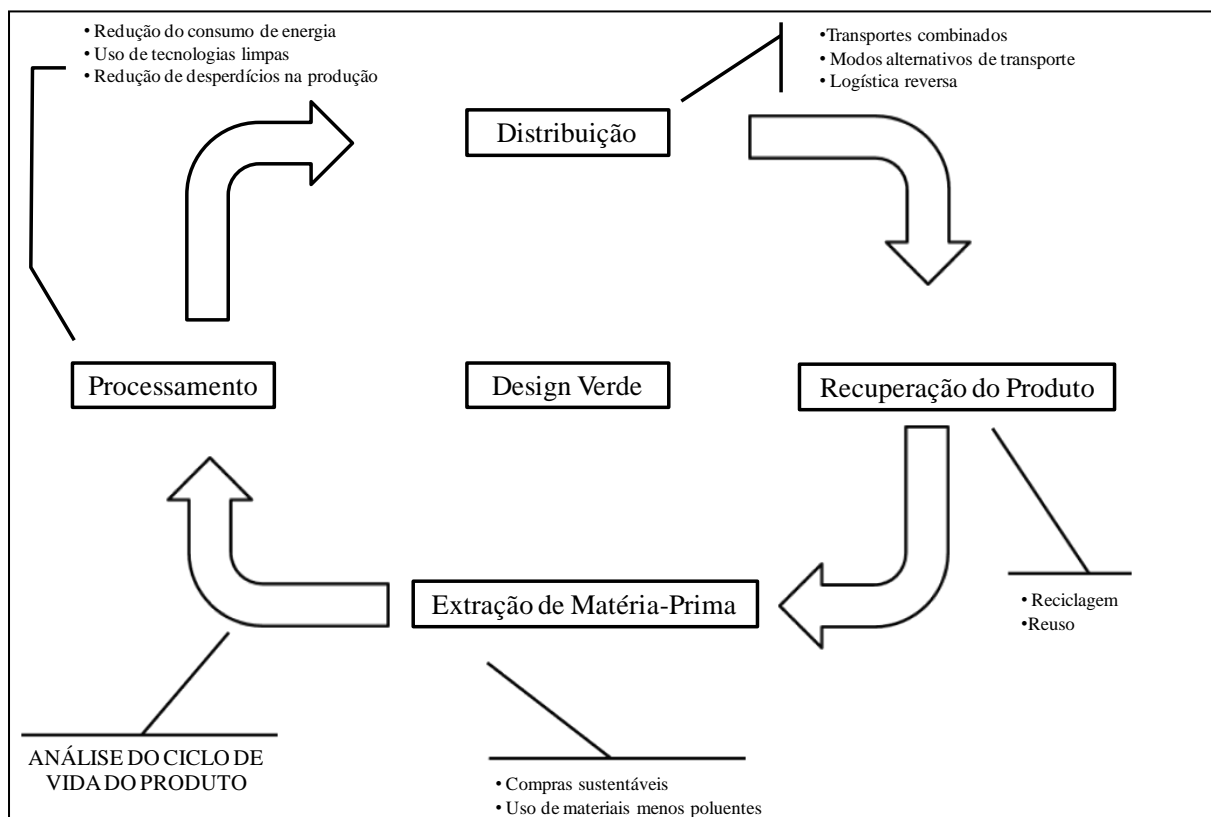 • Redução do consumo de energia
• Uso de tecnologias limpas
• Redução de desperdícios na produção
• Transportes combinados
• Modos alternativos de transporte
• Logística reversa
Distribuição
Processamento
Design Verde
Recuperação do Produto
Extração de Matéria-Prima
• Reciclagem
•Reuso
ANÁLISE DO CICLO DE
VIDA DO PRODUTO
• Compras sustentáveis
• Uso de materiais menos poluentes